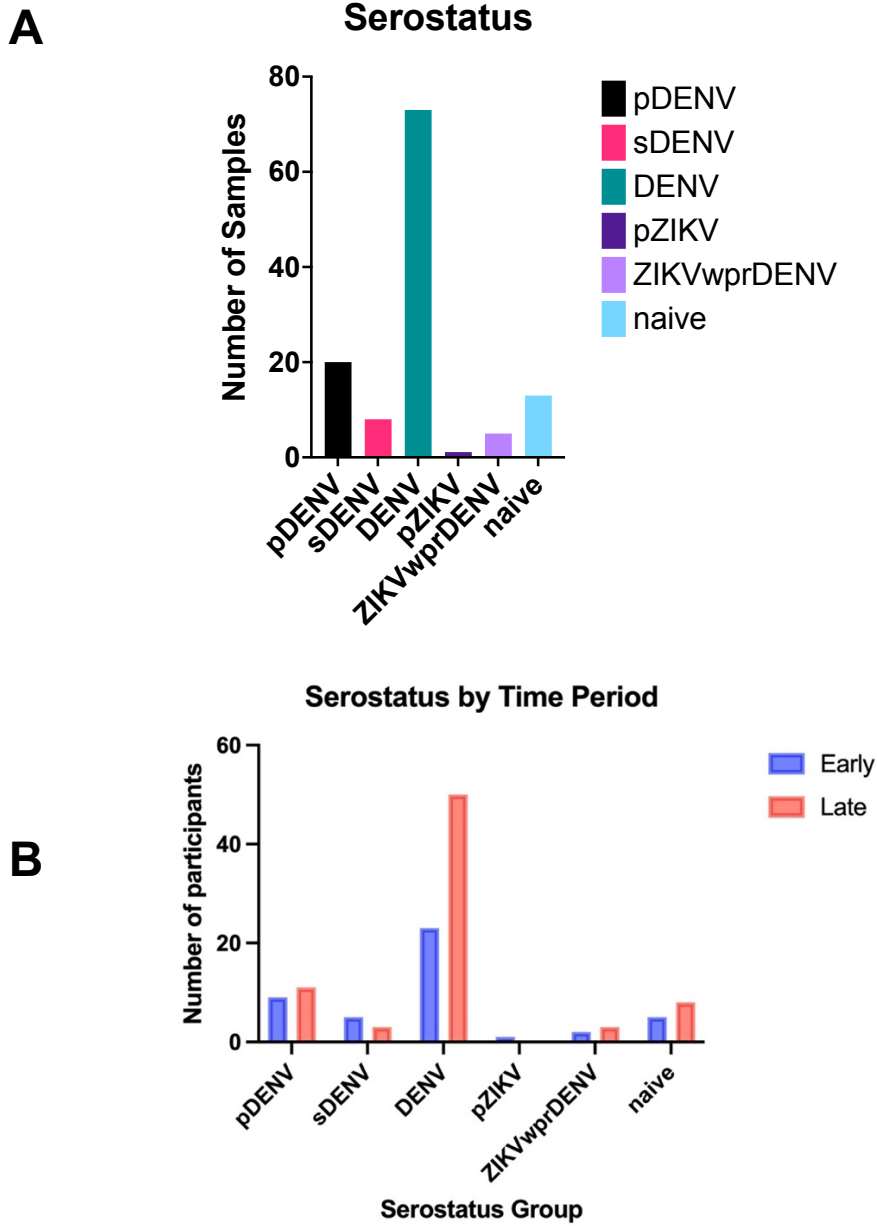 A
Serostatus
Number of Samples
80
60
40
20
0
pDENV
sDENV
DENV
pZIKV
ZIKVwprDENV
naive
pDENV
sDENV
DENV
pZIKV
ZIKVwprDENV
naive
B
Serostatus by Time Period
Number of participants
60
40
20
0
pDENV
sDENV
DENV
pZIKV
ZIKVwprDENV
naive
Serostatus Group
Early
Late